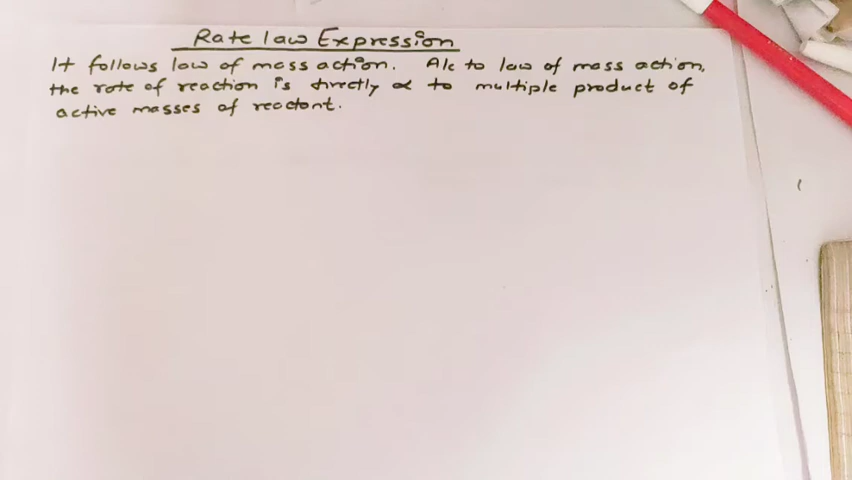 Rate law Expression
It follows law of mass action. A/c to law of mass action,
the rate of reaction is directly ∝ to multiple product of
active masses of reactant.